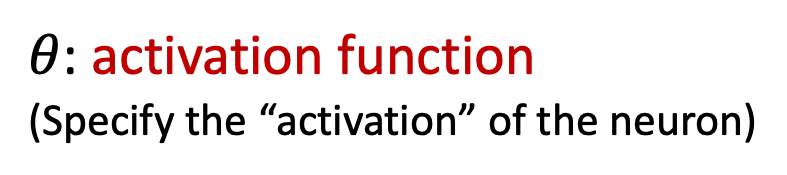 θ: activation function
(Specify the “activation” of the neuron)